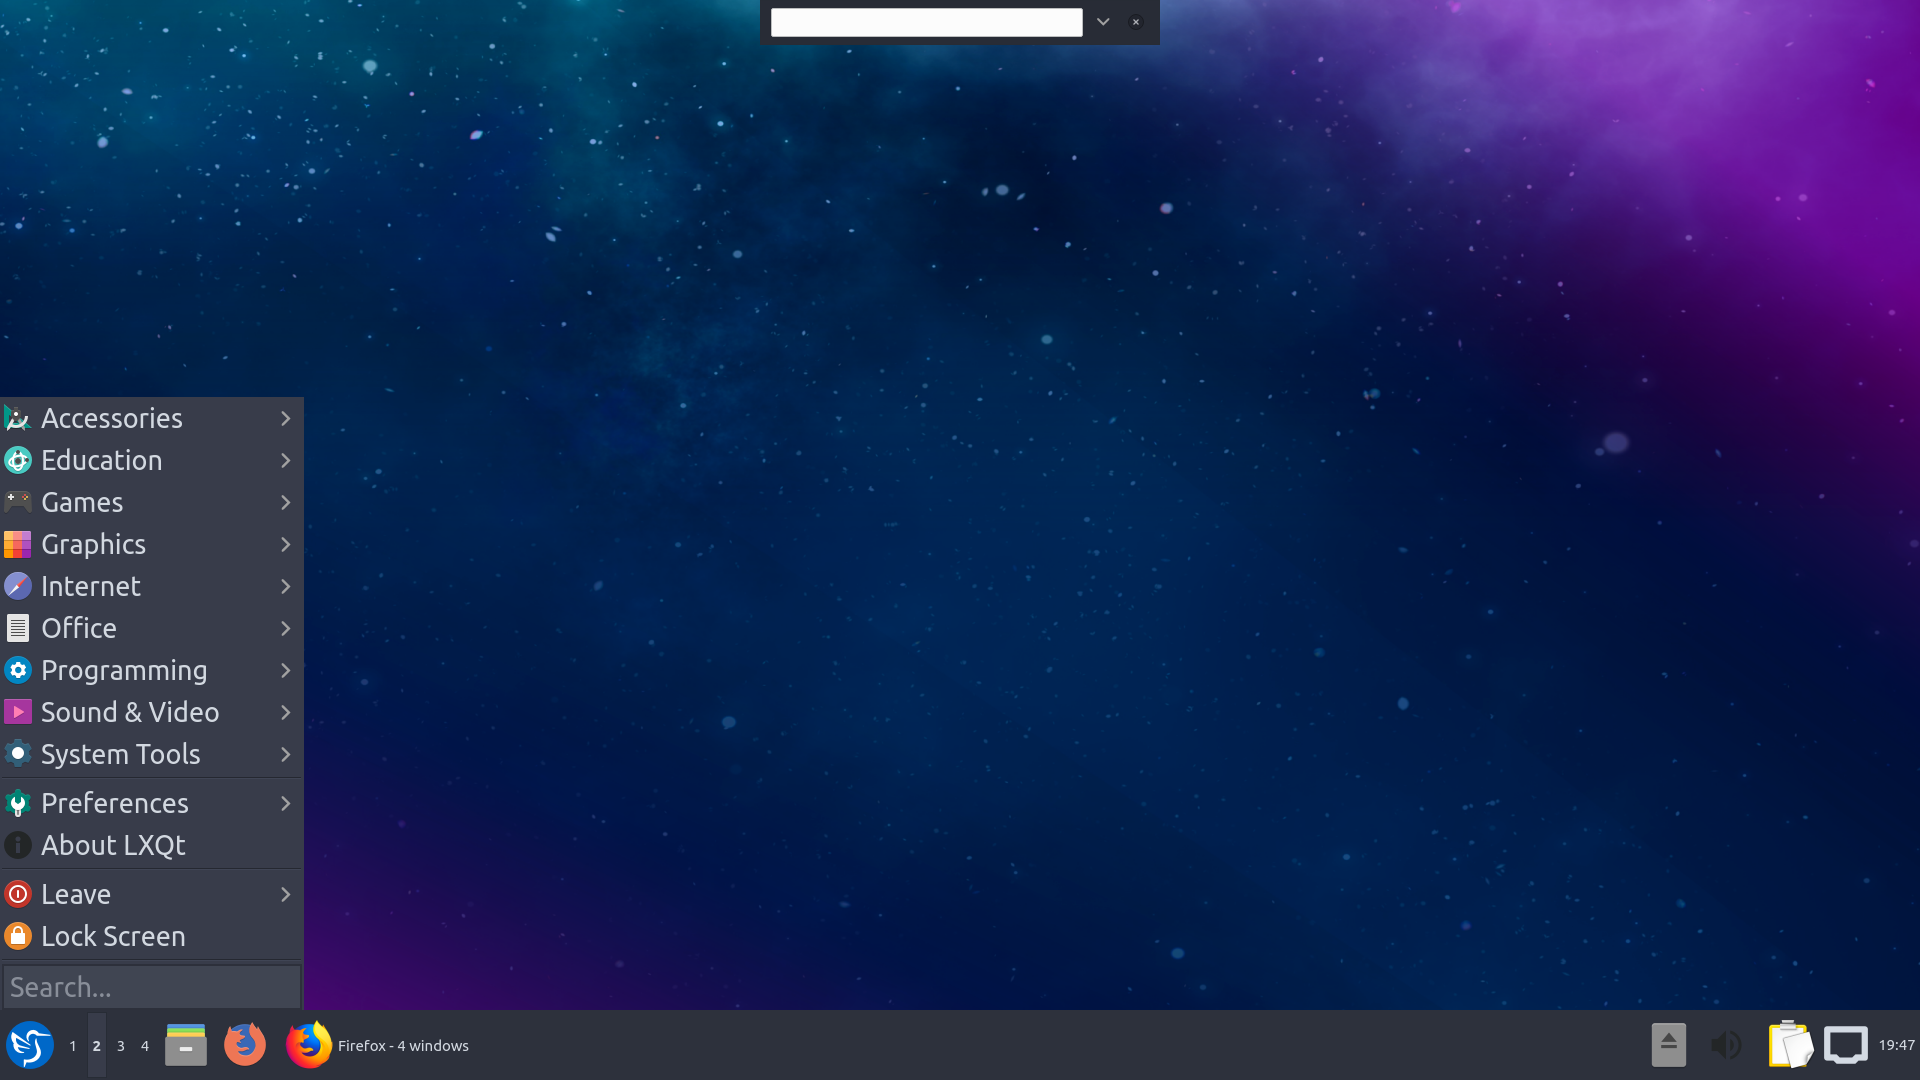 Accessories
Education
Games
Graphics
Internet
Office
Programming
Sound & Video
System Tools
Preferences
About LXQt
Leave
Lock Screen
Search...
1 2 3 4 Firefox - 4 windows 19:47